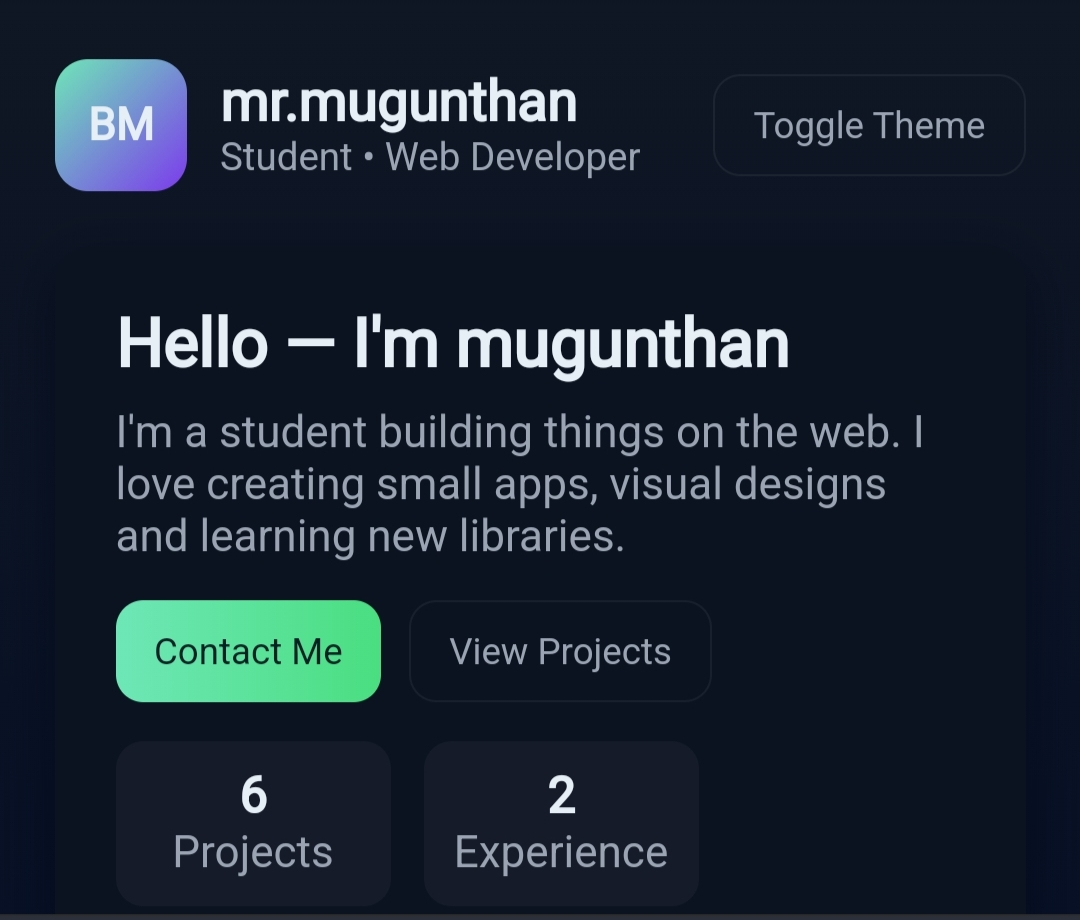 BM
mr.mugunthan
Student • Web Developer
Toggle Theme
Hello — I'm mugunthan
I'm a student building things on the web. I
love creating small apps, visual designs
and learning new libraries.
Contact Me
View Projects
6
Projects
2
Experience